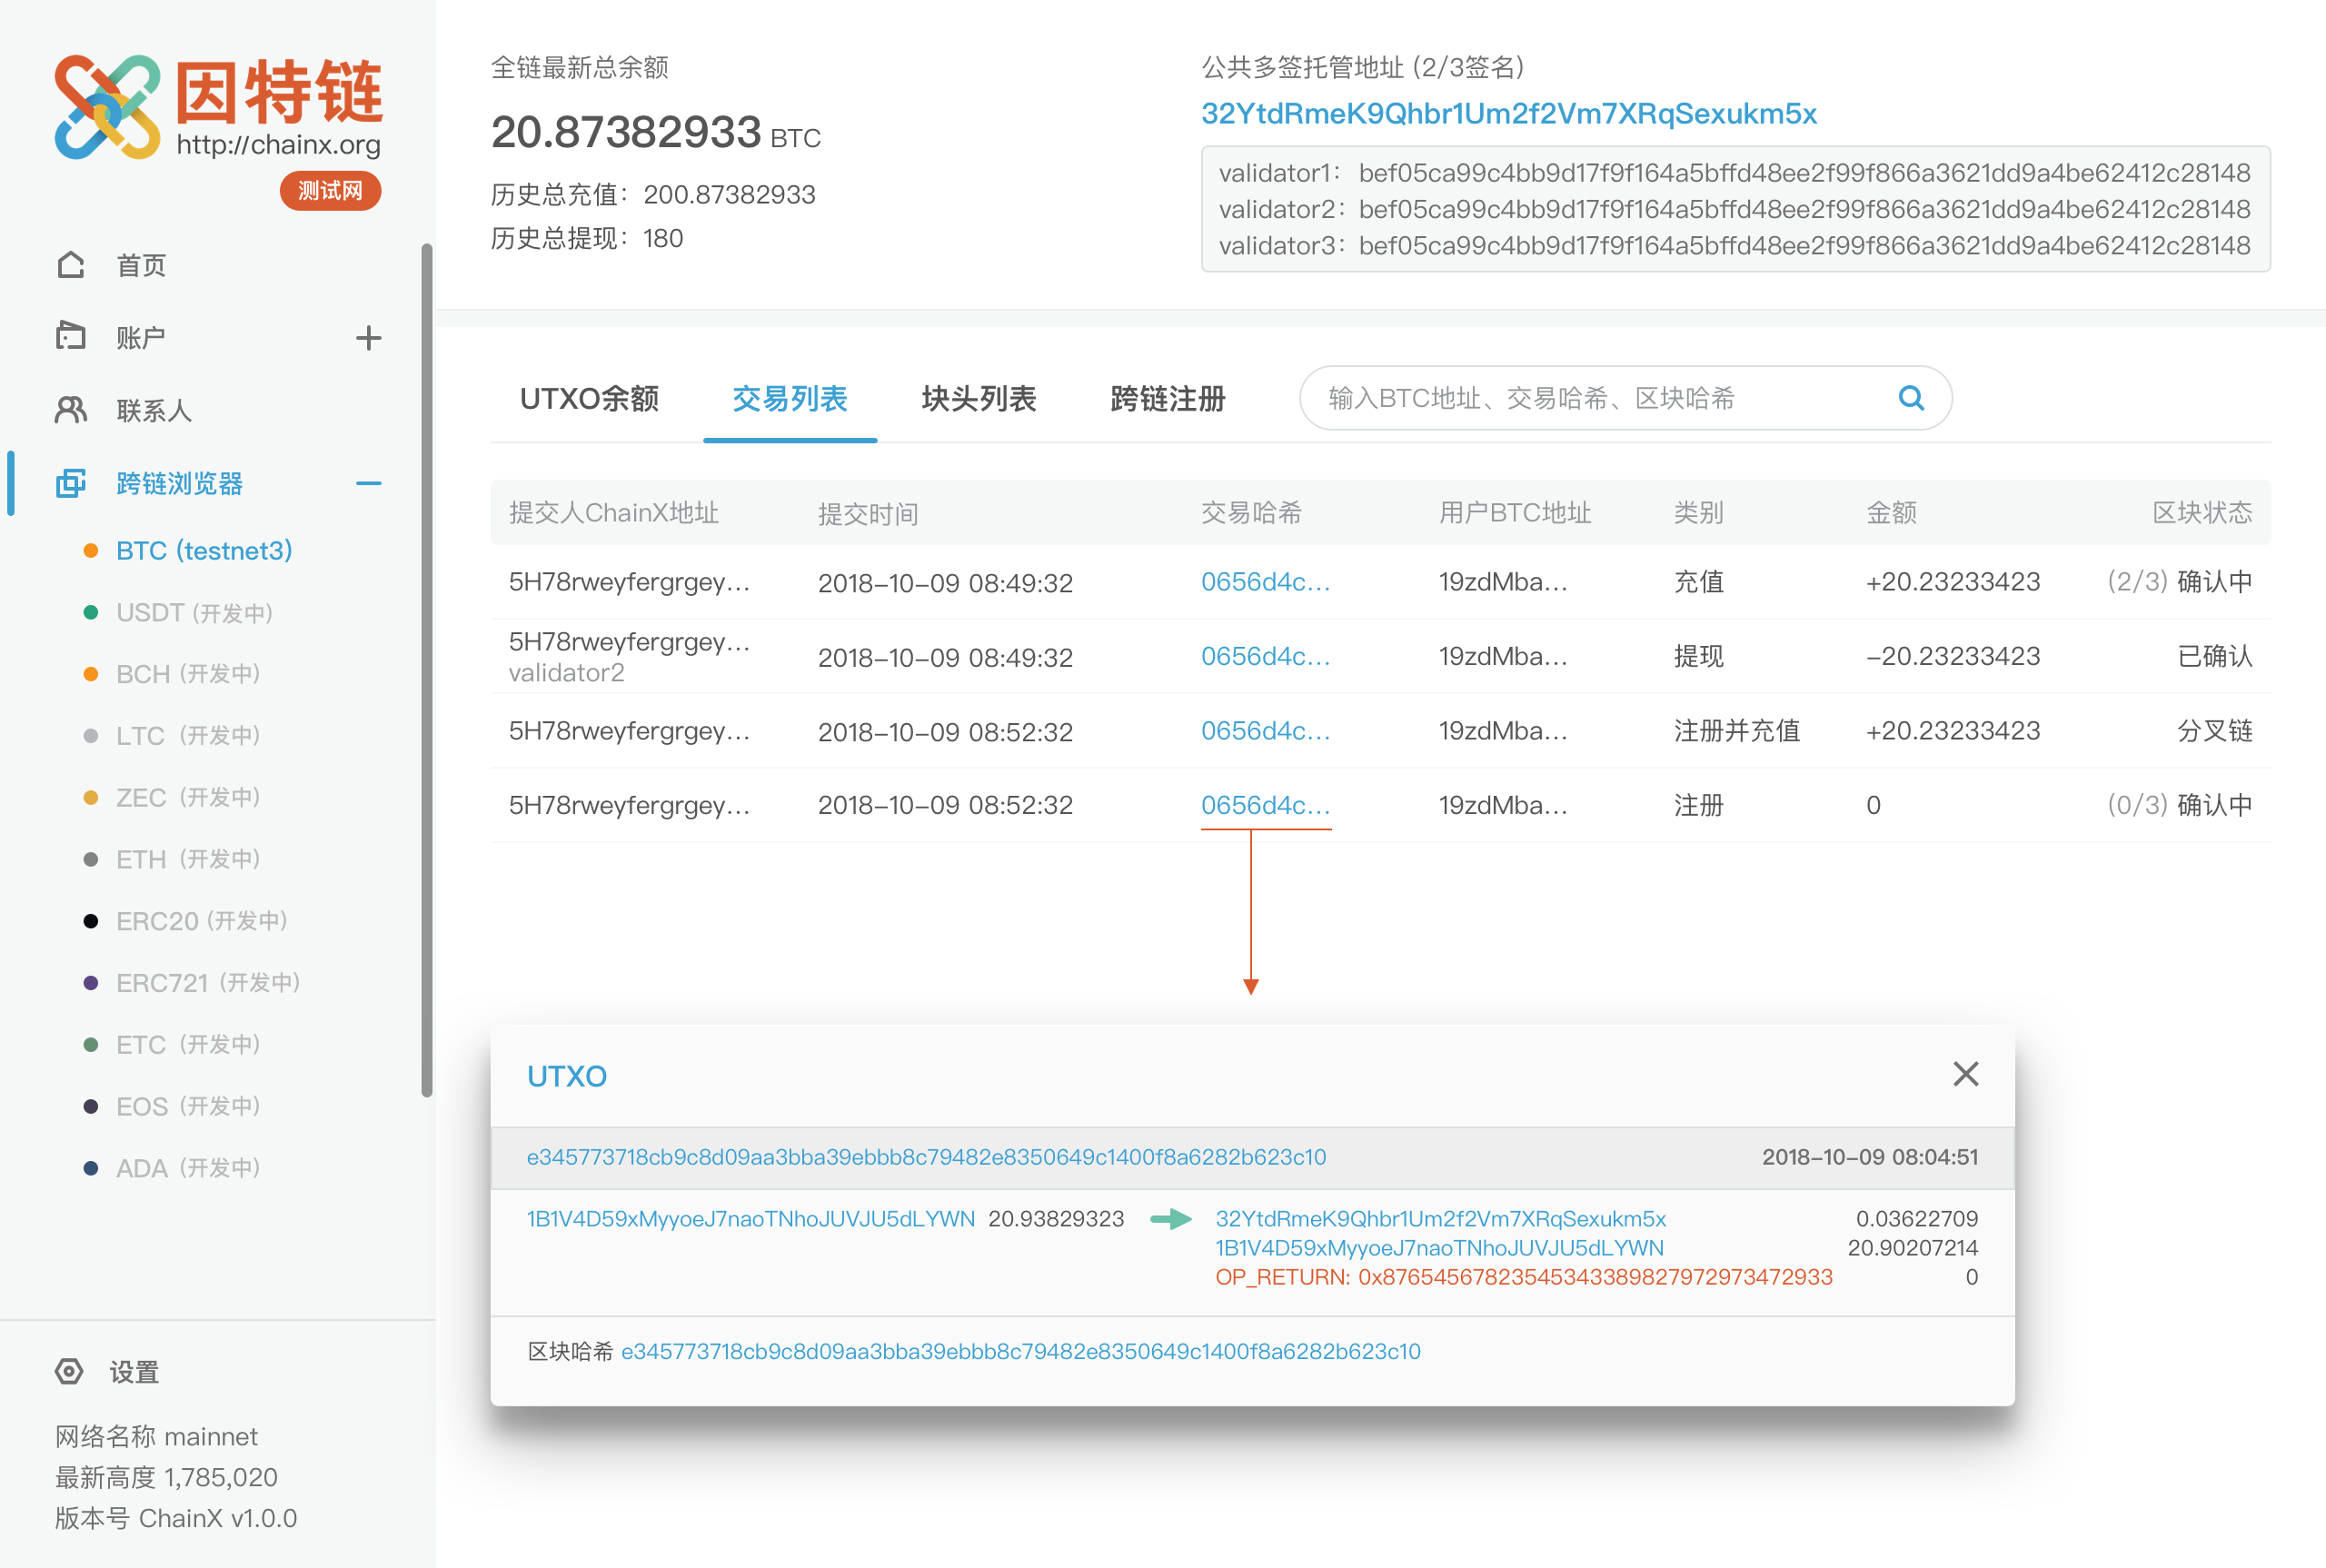 因特链
http://chainx.org
测试网
首页
账户
联系人
跨链浏览器
BTC (testnet3)
USDT (开发中)
BCH (开发中)
LTC (开发中)
ZEC (开发中)
ETH (开发中)
ERC20 (开发中)
ERC721 (开发中)
ETC (开发中)
EOS (开发中)
ADA (开发中)
设置
网络名称 mainnet
最新高度 1,785,020
版本号 ChainX v1.0.0
全链最新总余额
20.87382933 BTC
历史总充值：200.87382933
历史总提现：180
公共多签托管地址 (2/3签名)
32YtdRmeK9Qhbr1Um2f2Vm7XRqSexukm5x
validator1： bef05ca99c4bb9d17f9f164a5bffd48ee2f99f866a3621dd9a4be62412c28148
validator2：bef05ca99c4bb9d17f9f164a5bffd48ee2f99f866a3621dd9a4be62412c28148
validator3：bef05ca99c4bb9d17f9f164a5bffd48ee2f99f866a3621dd9a4be62412c28148
UTXO余额 交易列表 块头列表 跨链注册 输入BTC地址、交易哈希、区块哈希
提交人ChainX地址 提交时间 交易哈希 用户BTC地址 类别 金额 区块状态
5H78rweyfergrgey... 2018-10-09 08:49:32 0656d4c... 19zdMba... 充值 +20.23233423 (2/3) 确认中
5H78rweyfergrgey... 2018-10-09 08:49:32 0656d4c... 19zdMba... 提现 -20.23233423 已确认
validator2
5H78rweyfergrgey... 2018-10-09 08:52:32 0656d4c... 19zdMba... 注册并充值 +20.23233423 分叉链
5H78rweyfergrgey... 2018-10-09 08:52:32 0656d4c... 19zdMba... 注册 0 (0/3) 确认中
UTXO
e345773718cb9c8d09aa3bba39ebbb8c79482e8350649c1400f8a6282b623c10 2018-10-09 08:04:51
1B1V4D59xMyyoeJ7naoTNhoJUVJU5dLYWN 20.93829323 32YtdRmeK9Qhbr1Um2f2Vm7XRqSexukm5x 0.03622709
1B1V4D59xMyyoeJ7naoTNhoJUVJU5dLYWN 20.90207214
OP_RETURN: 0x87654567823545343389827972973472933 0
区块哈希 e345773718cb9c8d09aa3bba39ebbb8c79482e8350649c1400f8a6282b623c10